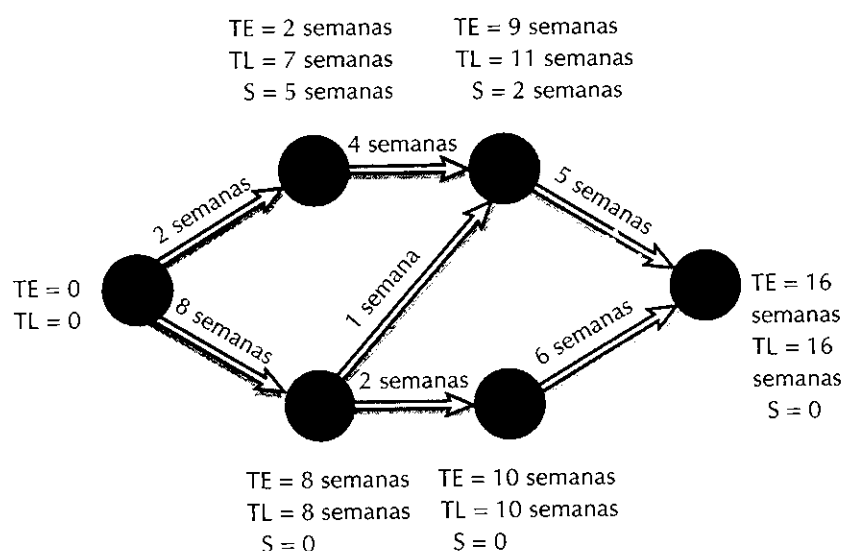 TE = 2 semanas
TL = 7 semanas
S = 5 semanas
TE = 9 semanas
TL = 11 semanas
S = 2 semanas
4 semanas
2 semanas
5 semanas
TE = 0
TL = 0
8 semanas
1 semana
6 semanas
TE = 16
semanas
TL = 16
semanas
S = 0
2 semanas
TE = 8 semanas
TL = 8 semanas
S = 0
TE = 10 semanas
TL = 10 semanas
S = 0